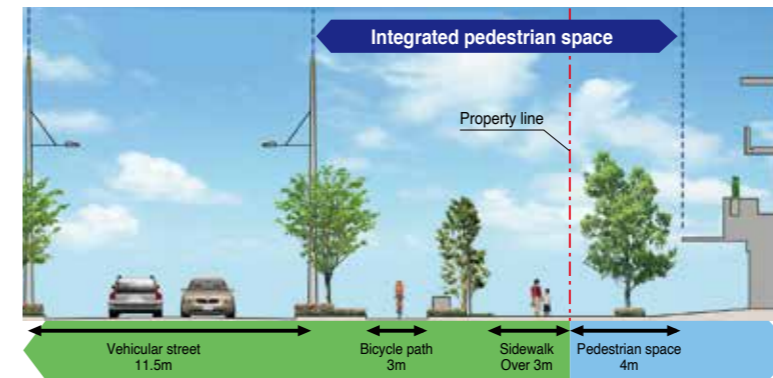 Integrated pedestrian space
Property line
Vehicular street
11.5m
Bicycle path
3m
Sidewalk
Over 3m
Pedestrian space
4m